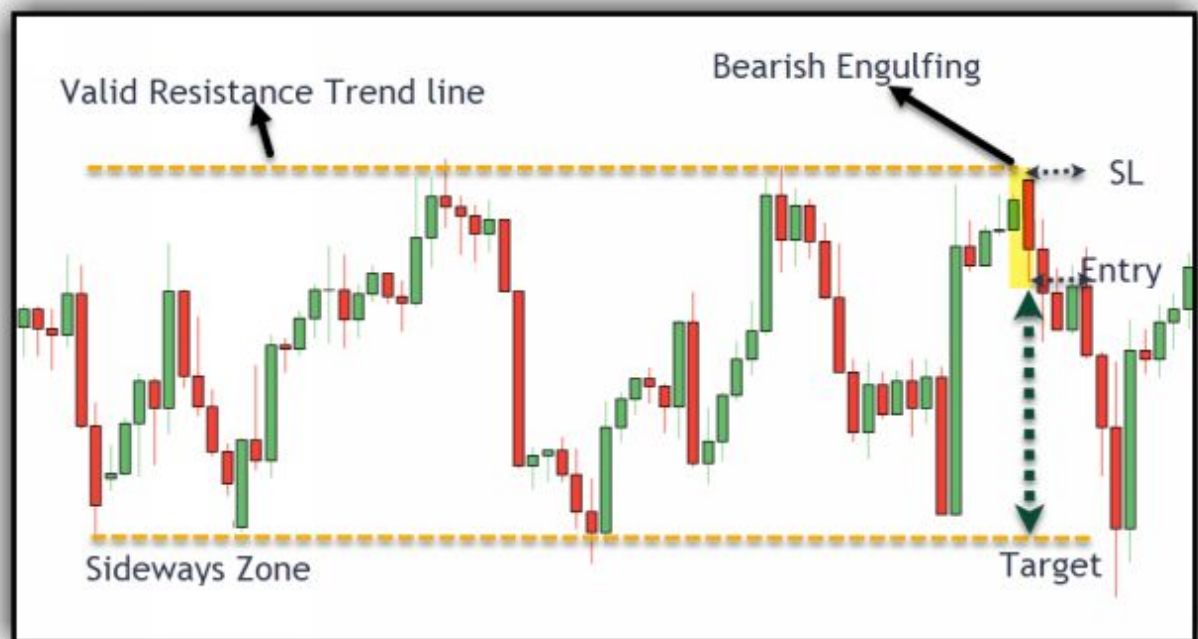 Bearish Engulfing
Valid Resistance Trend line
SL
Entry
Sideways Zone
Target